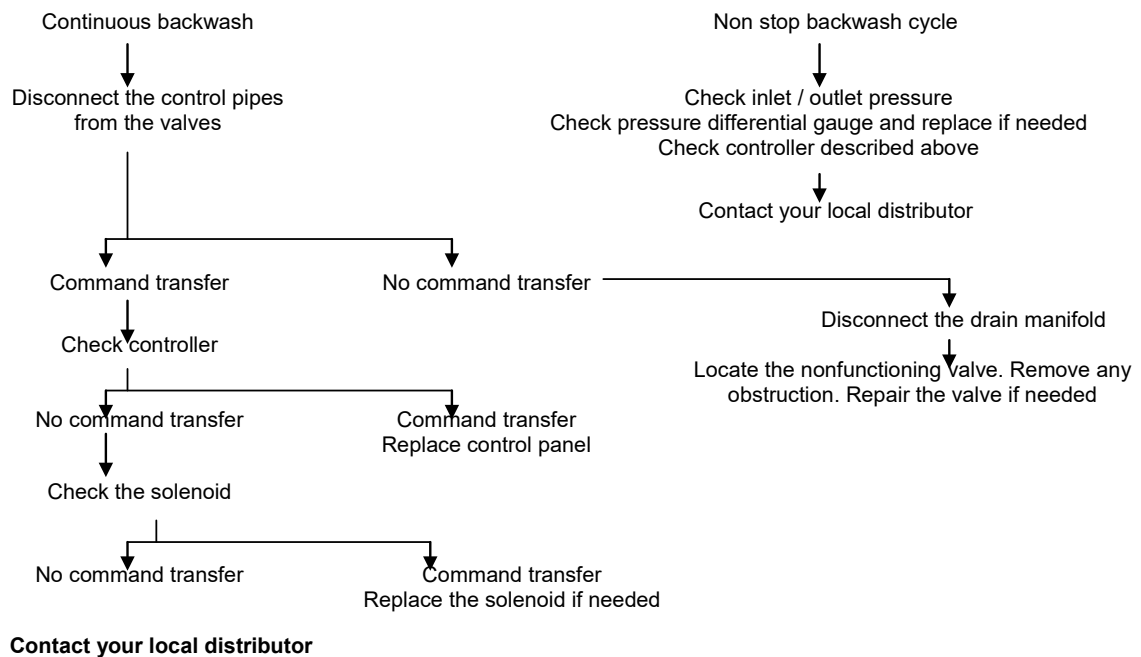 Continuous backwash
Non stop backwash cycle
Disconnect the control pipes
from the valves
Check inlet / outlet pressure
Check pressure differential gauge and replace if needed
Check controller described above
Contact your local distributor
Command transfer
No command transfer
Disconnect the drain manifold
Check controller
Locate the nonfunctioning valve. Remove any
obstruction. Repair the valve if needed
No command transfer
Command transfer
Replace control panel
Check the solenoid
No command transfer
Command transfer
Replace the solenoid if needed
Contact your local distributor